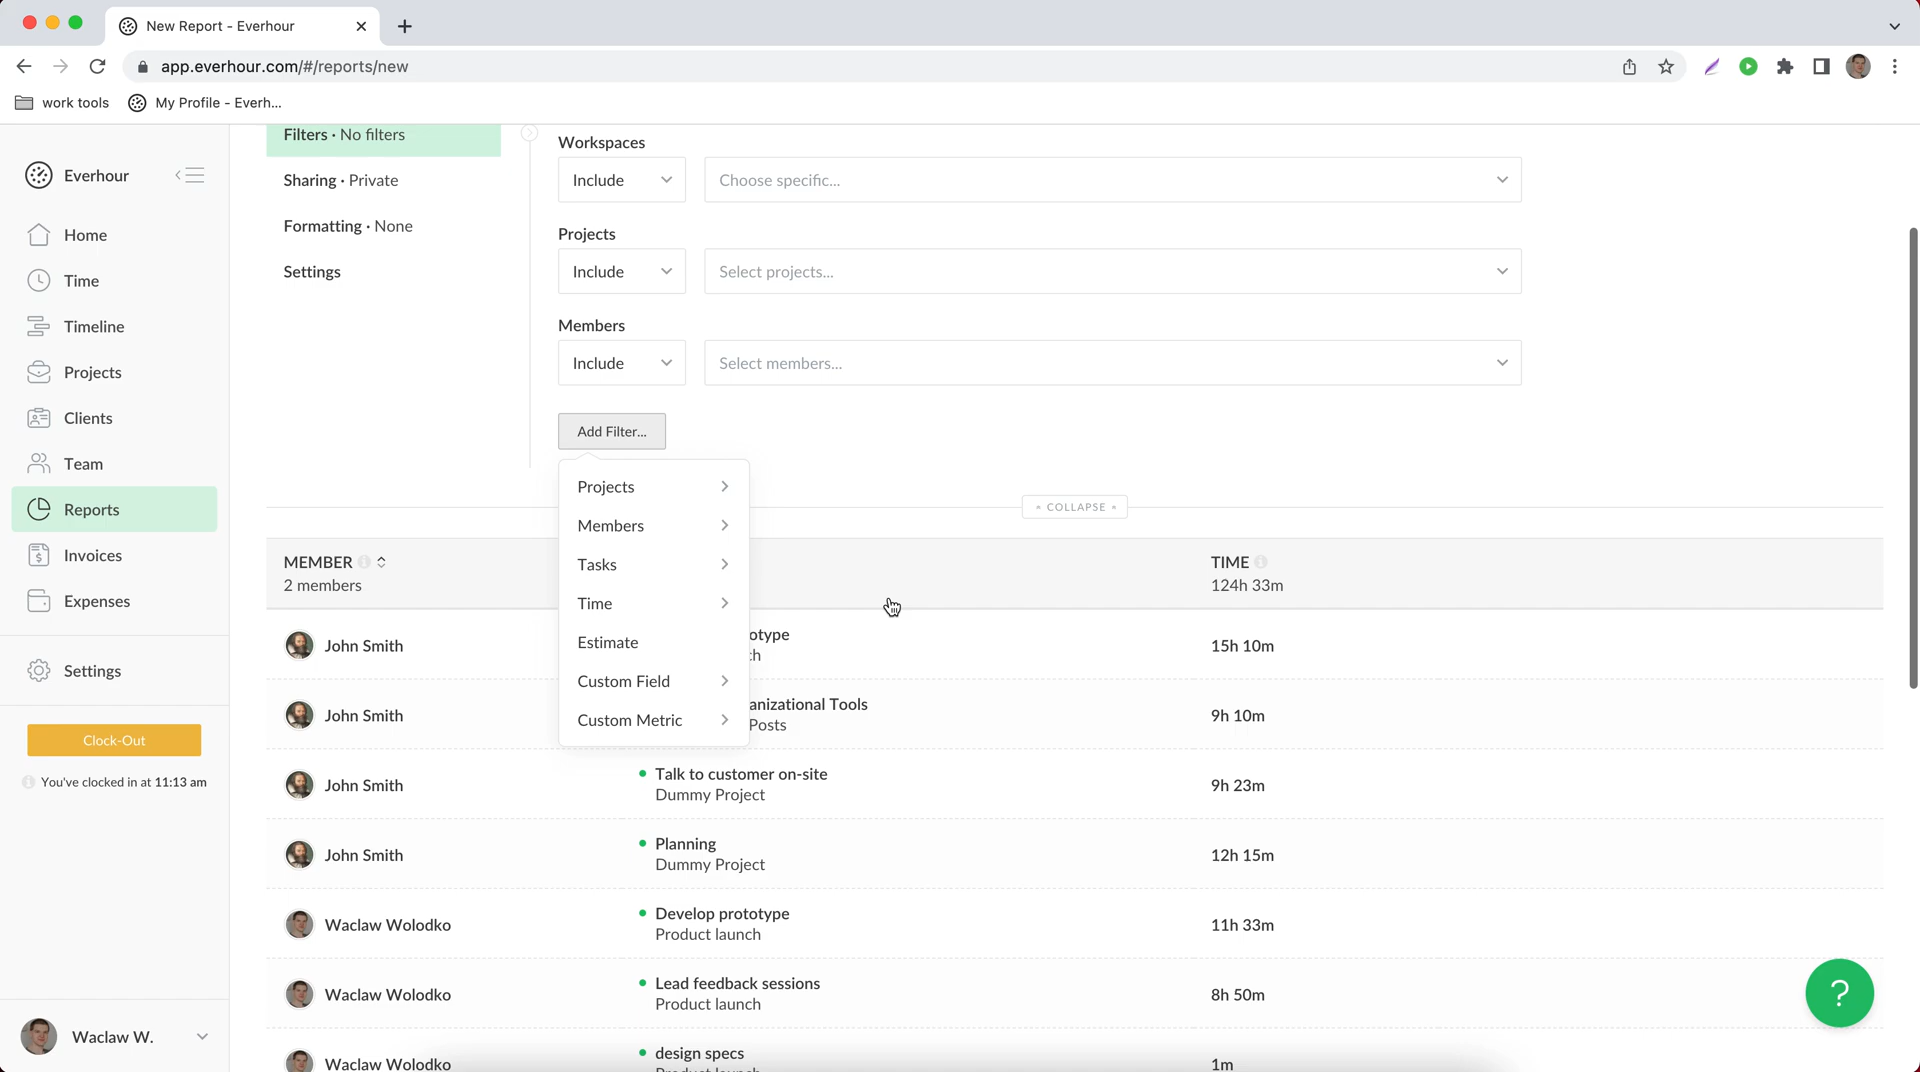 New Report - Everhour
app.everhour.com/#/reports/new
work tools
My Profile - Everh...
Everhour
Home
Time
Timeline
Projects
Clients
Team
Reports
Invoices
Expenses
Settings
Clock-Out
You've clocked in at 11:13 am
Waclaw W.
Filters · No filters
Sharing · Private
Formatting · None
Settings
Workspaces
Include
Choose specific...
Projects
Include
Select projects...
Members
Include
Select members...
Add Filter...
Projects
Members
Tasks
Time
Estimate
Custom Field
Custom Metric
COLLAPSE
MEMBER
2 members
TIME
124h 33m
John Smith
otype
15h 10m
John Smith
anizational Tools
Posts
9h 10m
John Smith
Talk to customer on-site
Dummy Project
9h 23m
John Smith
Planning
Dummy Project
12h 15m
Waclaw Wolodko
Develop prototype
Product launch
11h 33m
Waclaw Wolodko
Lead feedback sessions
Product launch
8h 50m
Waclaw Wolodko
design specs
1m
?